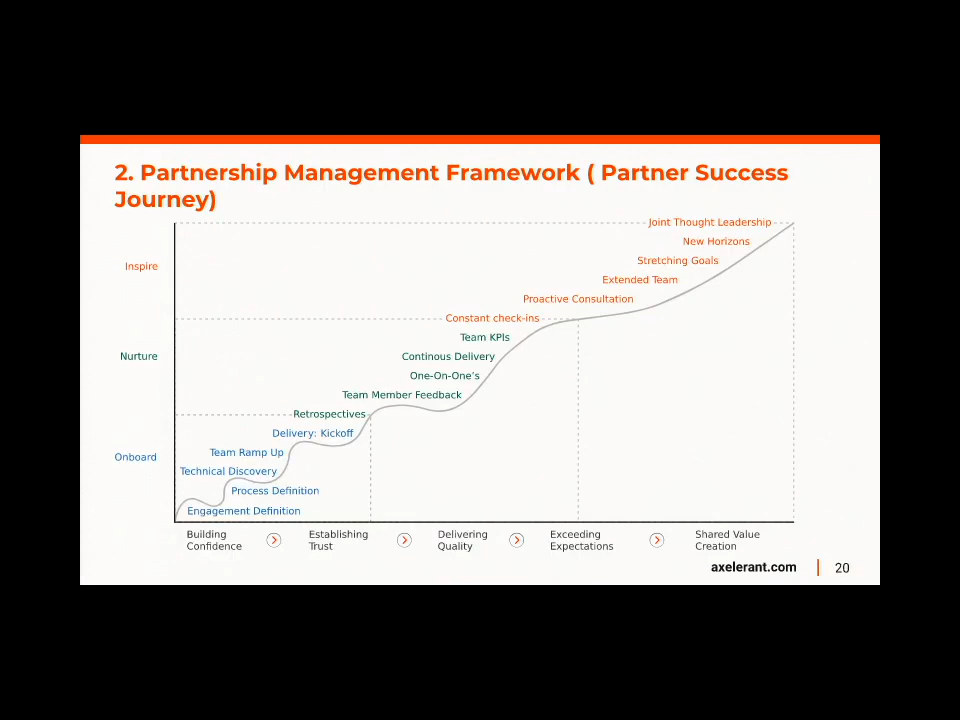 2. Partnership Management Framework ( Partner Success
Journey)
Joint Thought Leadership
New Horizons
Inspire
Stretching Goals
Extended Team
Proactive Consultation
Constant check-ins
Team KPIs
Nurture
Continous Delivery
One-On-One’s
Team Member Feedback
Retrospectives
Delivery: Kickoff
Onboard
Team Ramp Up
Technical Discovery
Process Definition
Engagement Definition
Building
Confidence
Establishing
Trust
Delivering
Quality
Exceeding
Expectations
Shared Value
Creation
axelerant.com
20